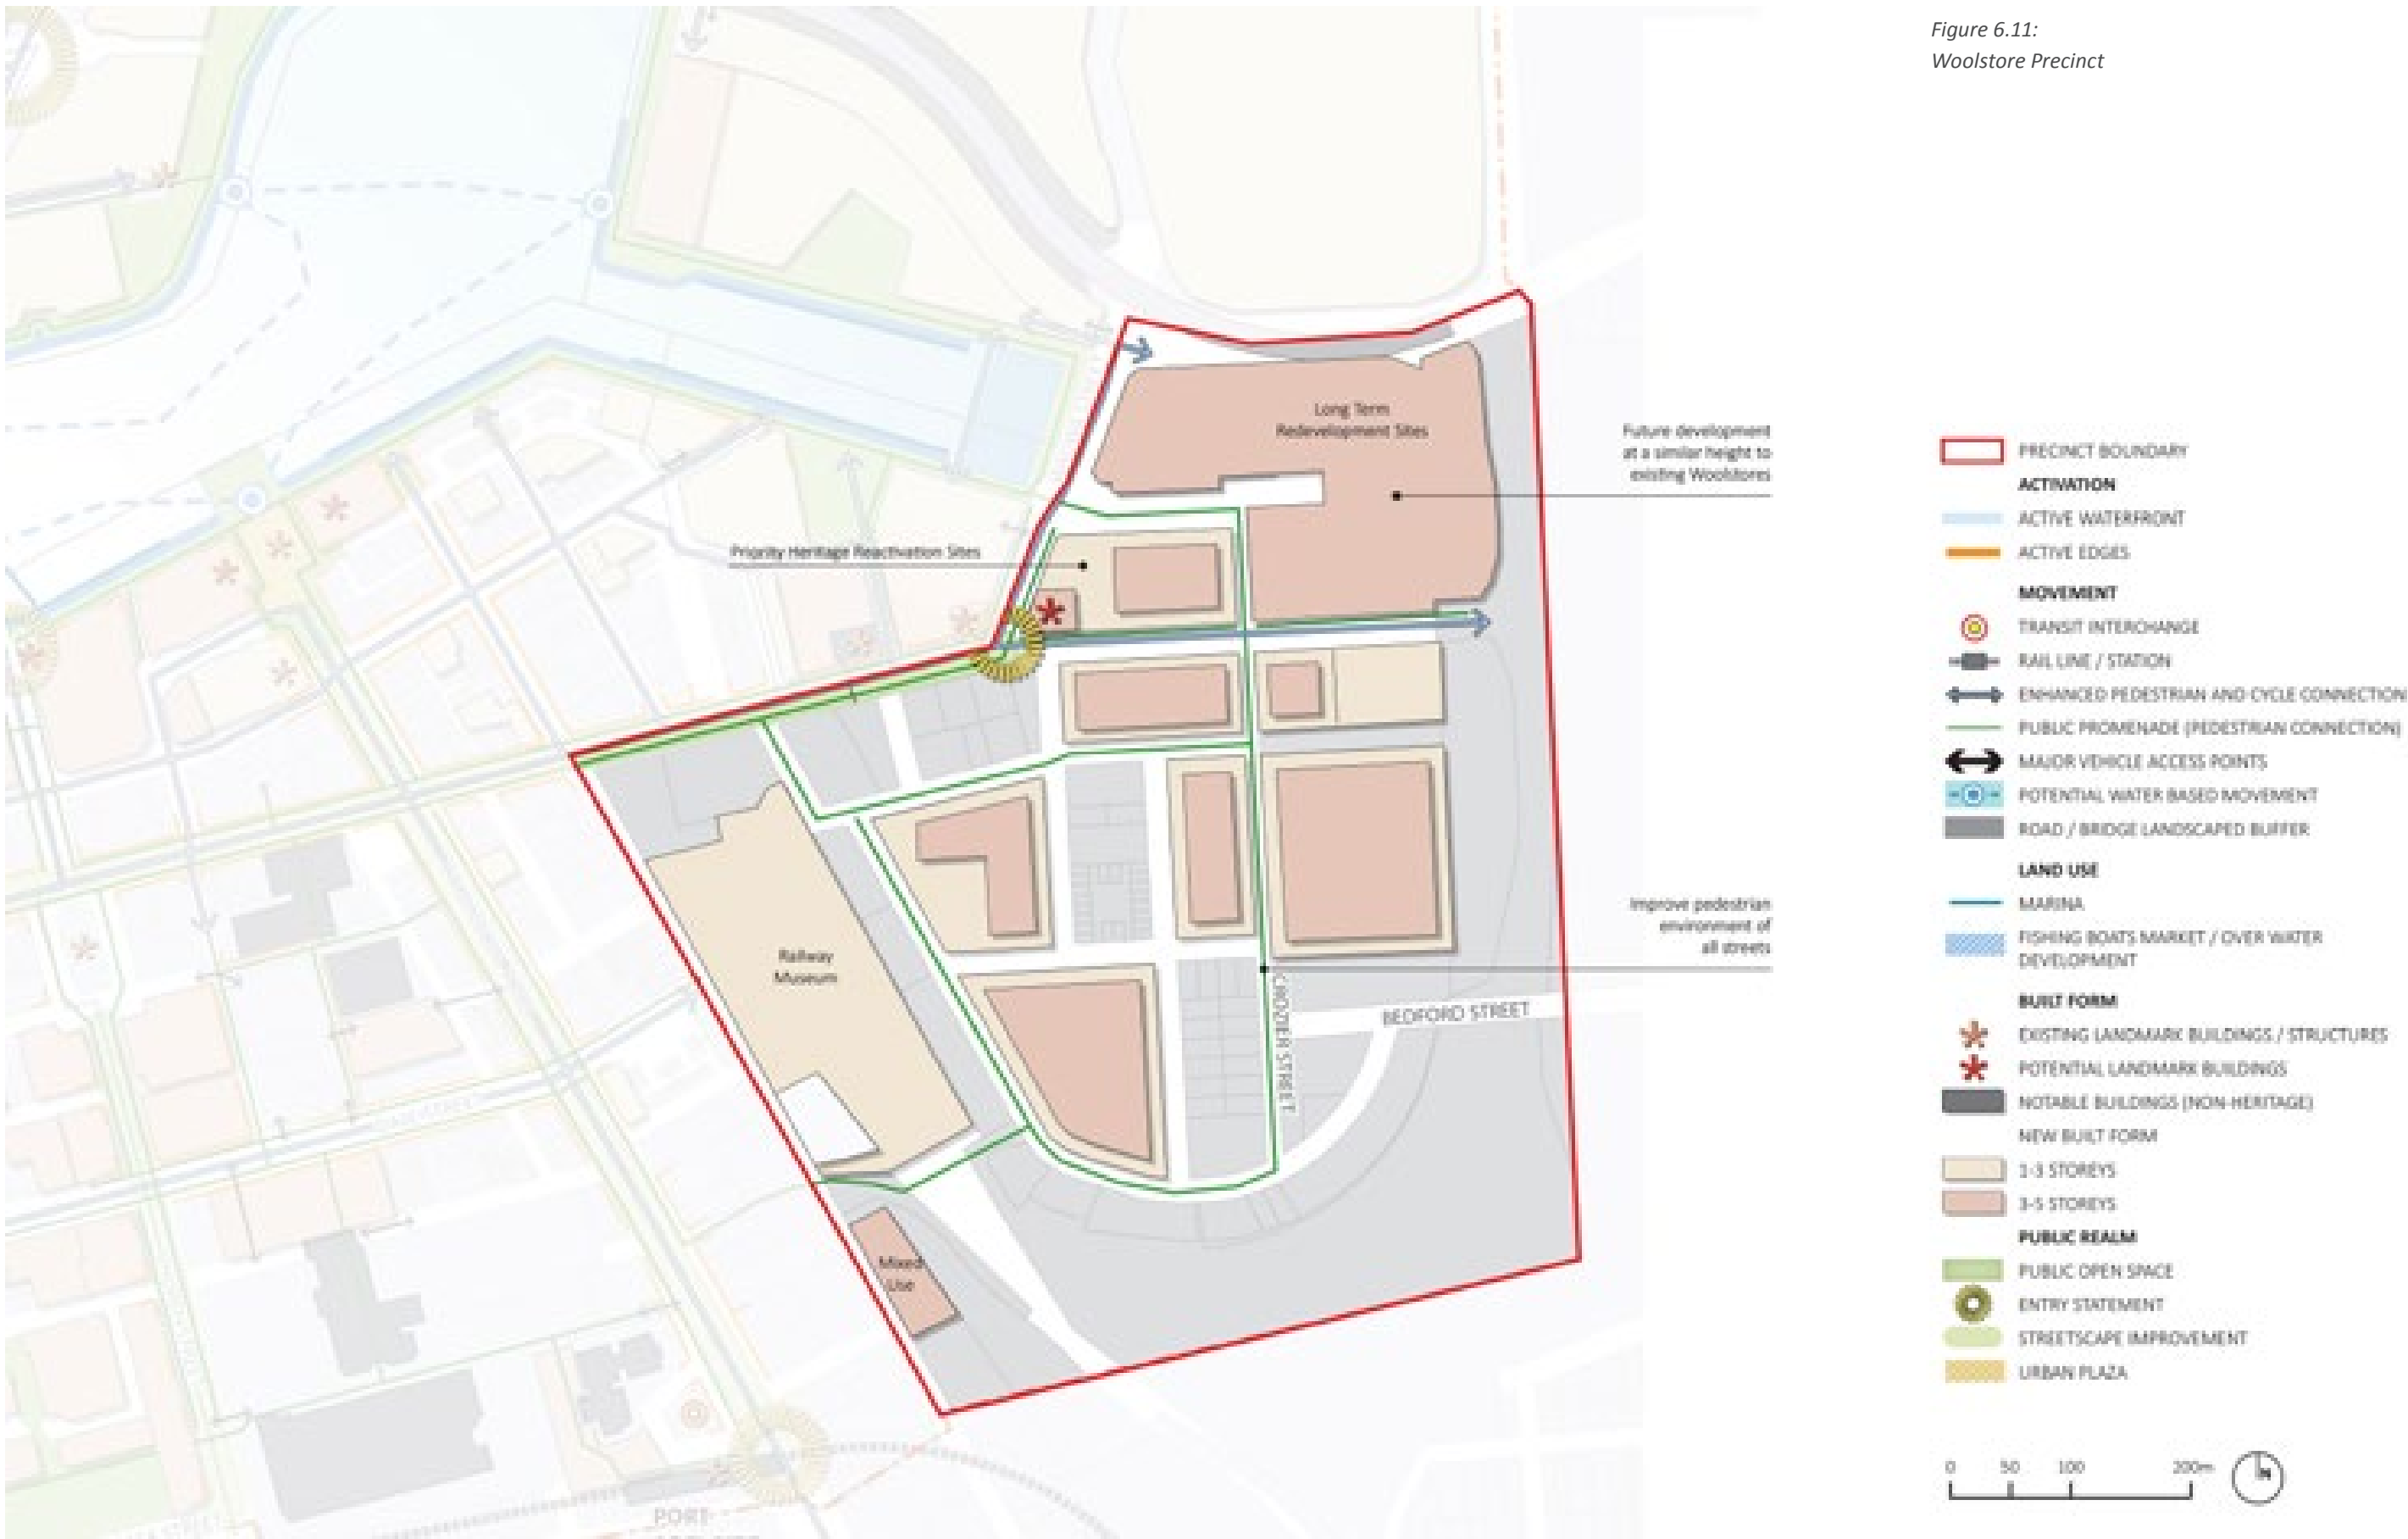 Figure 6.11:
Woolstore Precinct
Long Term
Redevelopment Sites
Future development
at a similar height to
existing Woolstores
Priority Heritage Reactivation Sites
Improve pedestrian
environment of
all streets
Railway
Museum
CROZIER STREET
BEDFORD STREET
Mixed
Use
PORT
PRECINCT BOUNDARY
ACTIVATION
ACTIVE WATERFRONT
ACTIVE EDGES
MOVEMENT
TRANSIT INTERCHANGE
RAIL LINE / STATION
ENHANCED PEDESTRIAN AND CYCLE CONNECTION
PUBLIC PROMENADE (PEDESTRIAN CONNECTION)
MAJOR VEHICLE ACCESS POINTS
POTENTIAL WATER BASED MOVEMENT
ROAD / BRIDGE LANDSCAPED BUFFER
LAND USE
MARINA
FISHING BOATS MARKET / OVER WATER
DEVELOPMENT
BUILT FORM
EXISTING LANDMARK BUILDINGS / STRUCTURES
POTENTIAL LANDMARK BUILDINGS
NOTABLE BUILDINGS (NON-HERITAGE)
NEW BUILT FORM
1-3 STOREYS
3-5 STOREYS
PUBLIC REALM
PUBLIC OPEN SPACE
ENTRY STATEMENT
STREETSCAPE IMPROVEMENT
URBAN PLAZA
0 50 100 200m
N